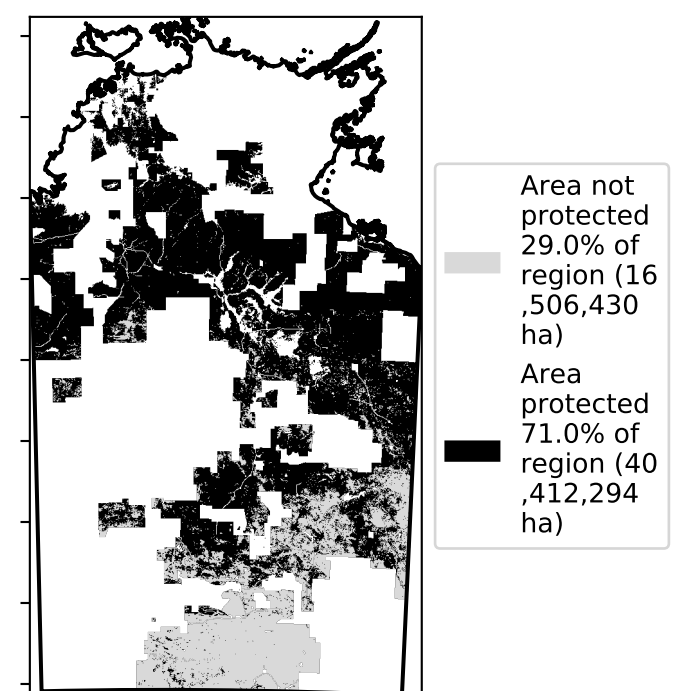 Area not
protected
29.0% of
region (16
,506,430
ha)
Area
protected
71.0% of
region (40
,412,294
ha)